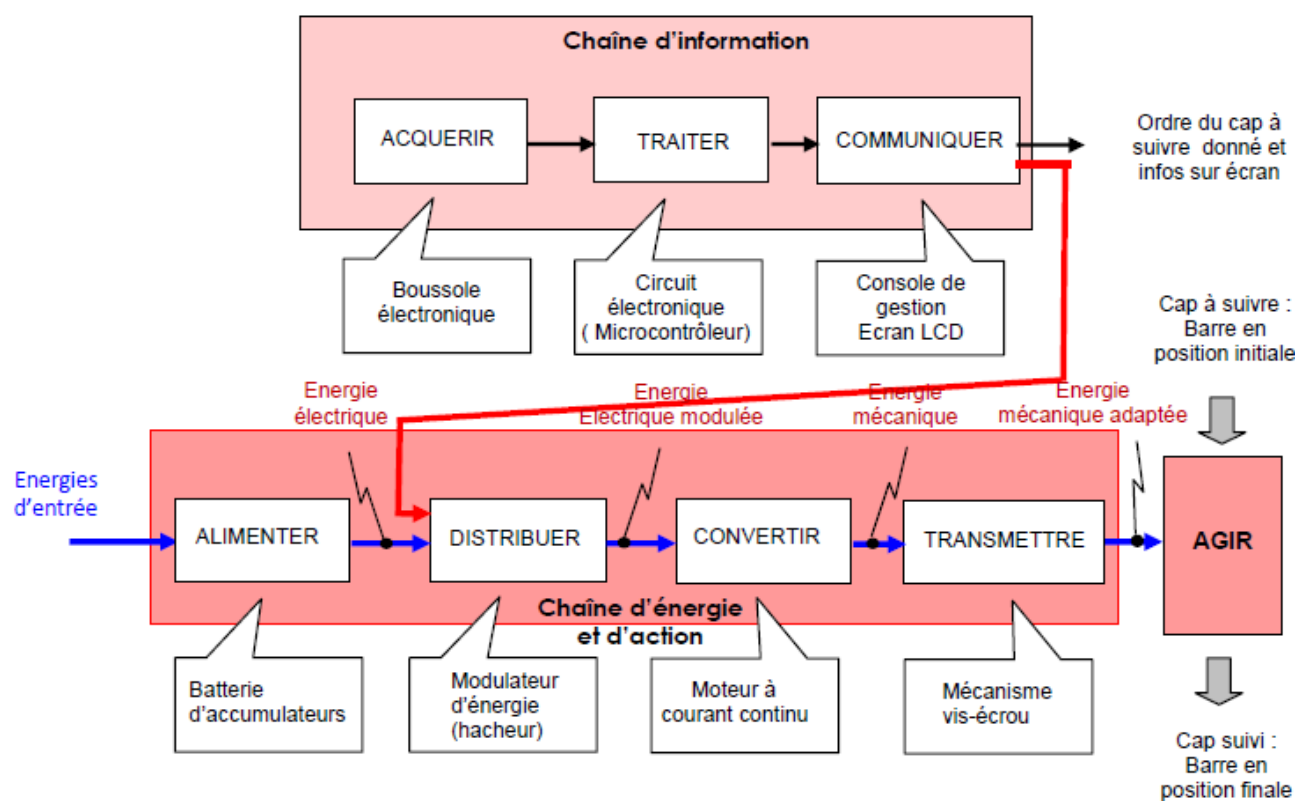 Chaîne d'information
ACQUERIR
TRAITER
COMMUNIQUER
Ordre du cap à
suivre donné et
infos sur écran
Boussole
électronique
Circuit
électronique
( Microcontrôleur)
Console de
gestion
Ecran LCD
Cap à suivre :
Barre en
position initiale
Energie
électrique
Energie
Electrique modulée
Energie
mécanique
Energie
mécanique adaptée
Energies
d'entrée
ALIMENTER
DISTRIBUER
CONVERTIR
TRANSMETTRE
AGIR
Chaîne d'énergie
et d'action
Batterie
d'accumulateurs
Modulateur
d'énergie
(hacheur)
Moteur à
courant continu
Mécanisme
vis-écrou
Cap suivi :
Barre en
position finale